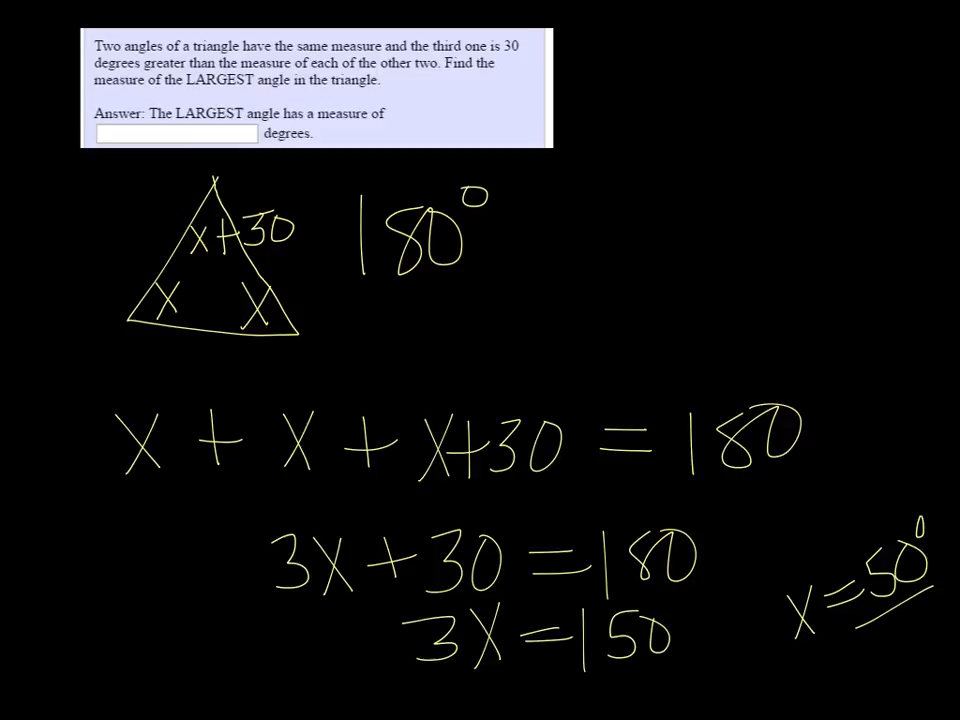 Two angles of a triangle have the same measure and the third one is 30
degrees greater than the measure of each of the other two. Find the
measure of the LARGEST angle in the triangle.
Answer: The LARGEST angle has a measure of
degrees.
x+30
180°
x x
x + x + x+30 = 180
3x + 30 = 180
x = 50°
3x = 150